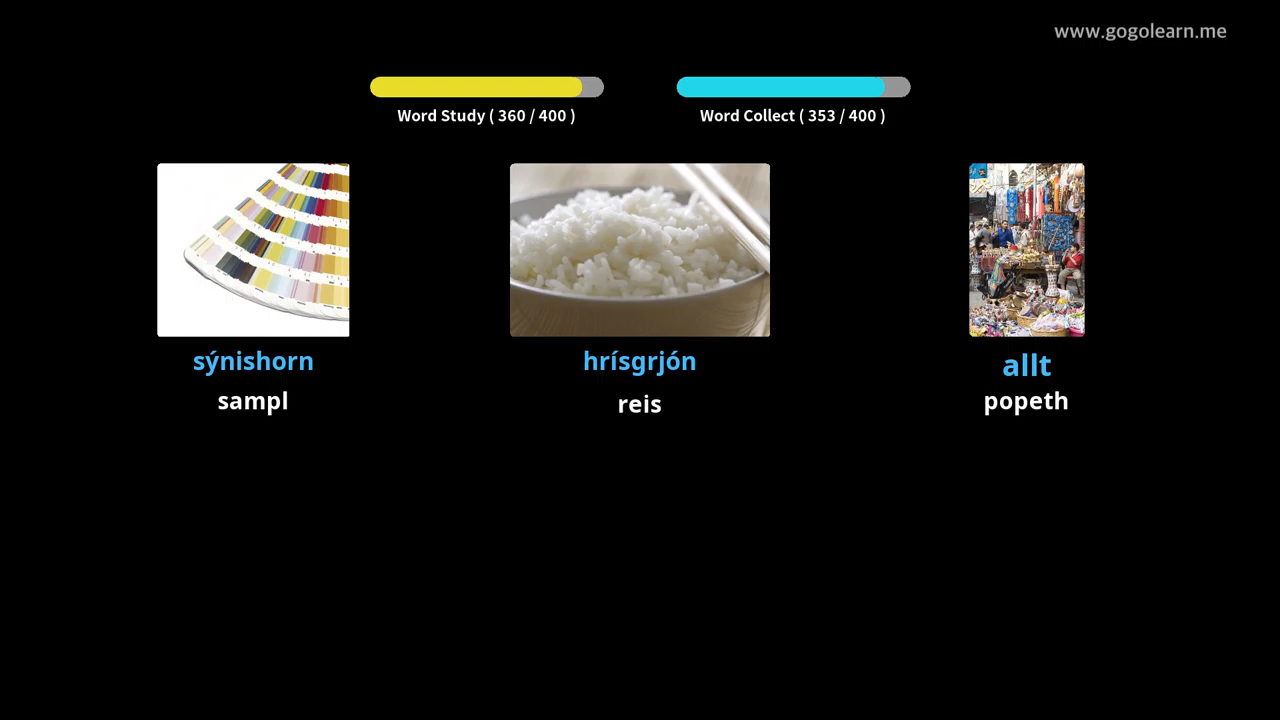 www.gogolearn.me
Word Study ( 360 / 400 )
Word Collect ( 353 / 400 )
sýnishorn
sampl
hrísgrjón
reis
allt
popeth